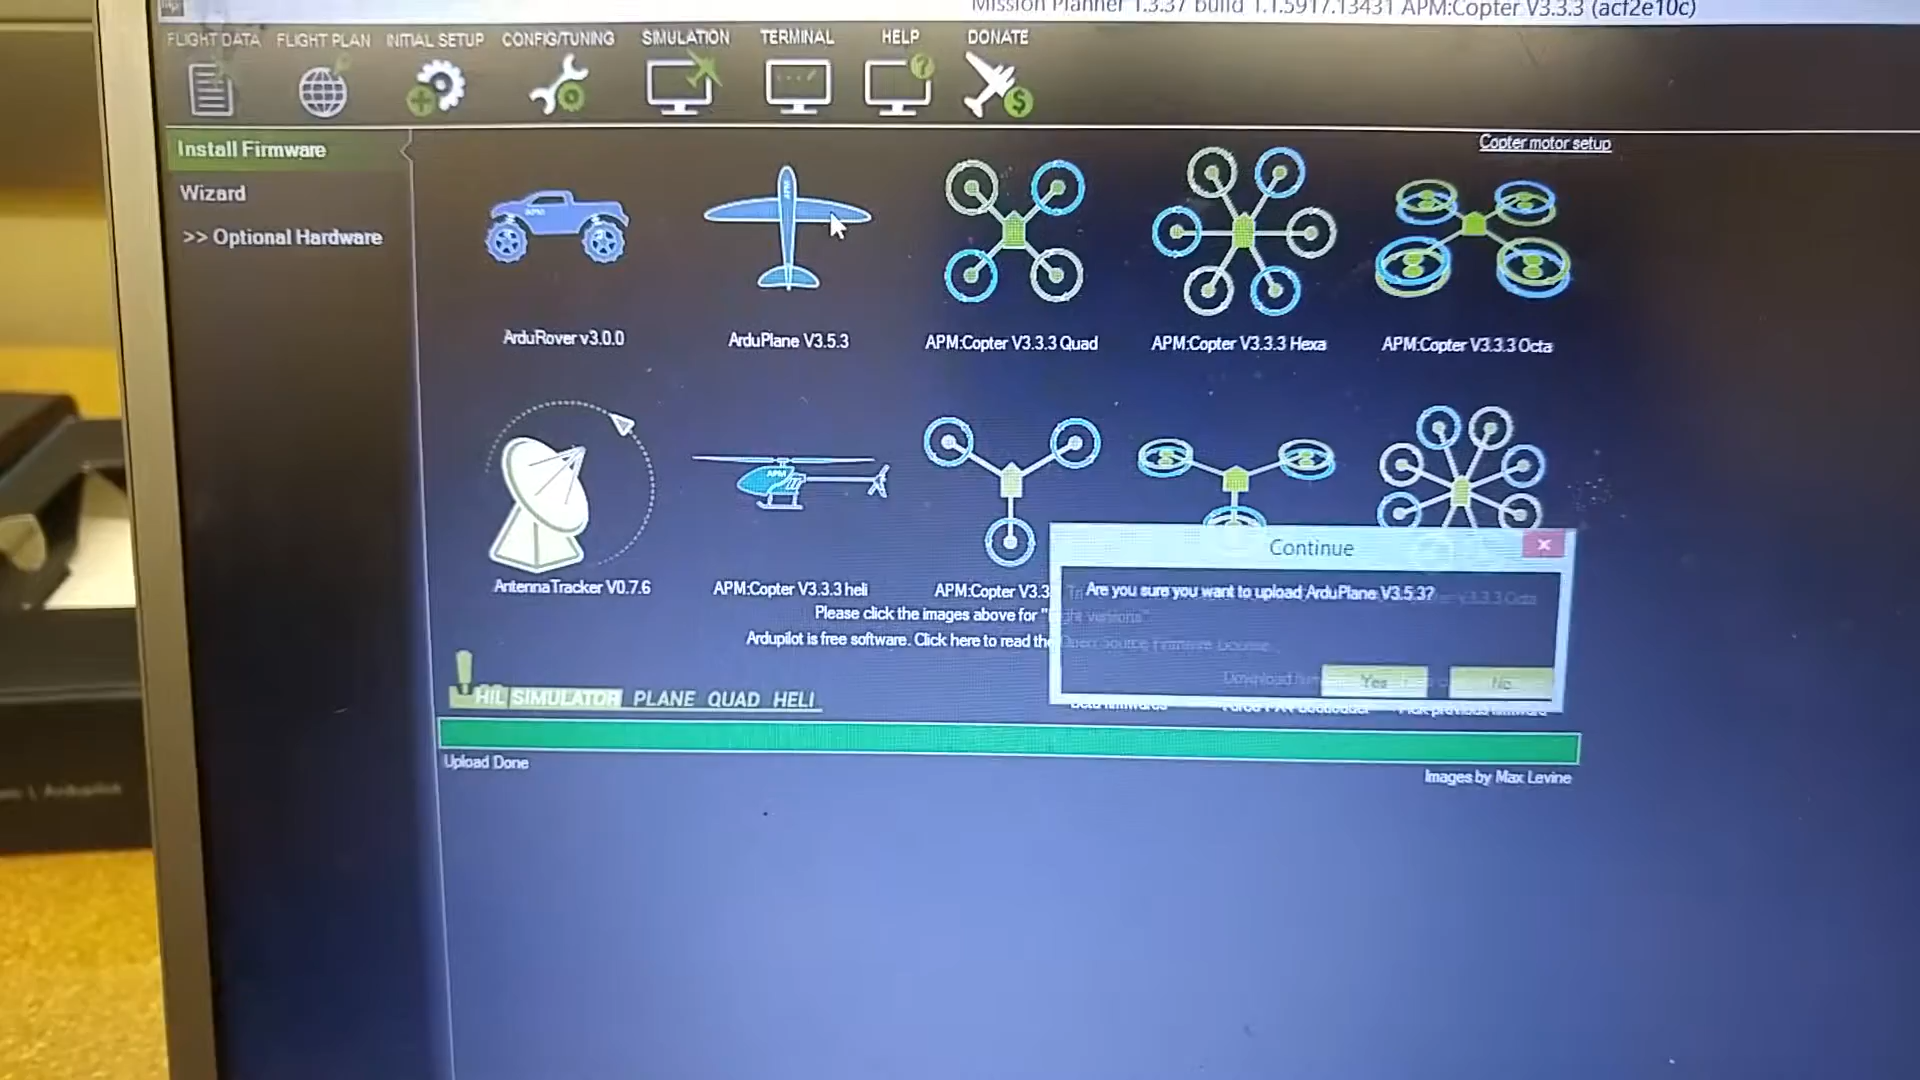 Mission Planner 1.3.37 build 1.1.5917.13431 APM:Copter V3.3.3 (acf2e10c)
FLIGHT DATA FLIGHT PLAN INITIAL SETUP CONFIG/TUNING SIMULATION TERMINAL HELP DONATE
Install Firmware
Wizard
>> Optional Hardware
Copter motor setup
ArduRover v3.0.0
ArduPlane V3.5.3
APM:Copter V3.3.3 Quad
APM:Copter V3.3.3 Hexa
APM:Copter V3.3.3 Octa
AntennaTracker V0.7.6
APM:Copter V3.3.3 heli
APM:Copter V3.3
Continue
Are you sure you want to upload ArduPlane V3.5.3?
Yes
No
Please click the images above for "
Ardupilot is free software. Click here to read the Open Source Firmware License.
HIL SIMULATOR PLANE QUAD HELI
Upload Done
Images by Max Levine
Ardupilot